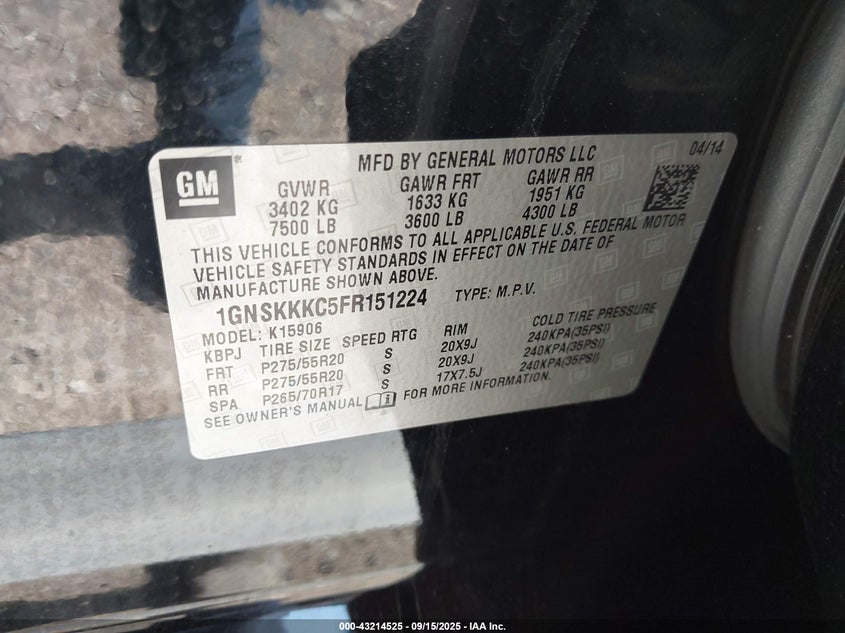 GM
MFD BY GENERAL MOTORS LLC 04/14
GVWR GAWR FRT GAWR RR
3402 KG 1633 KG 1951 KG
7500 LB 3600 LB 4300 LB
THIS VEHICLE CONFORMS TO ALL APPLICABLE U.S. FEDERAL MOTOR
VEHICLE SAFETY STANDARDS IN EFFECT ON THE DATE OF
MANUFACTURE SHOWN ABOVE.
1GNSKKKC5FR151224 TYPE: M.P.V.
MODEL: K15906
KBPJ TIRE SIZE SPEED RTG RIM COLD TIRE PRESSURE
FRT P275/55R20 S 20X9J 240KPA(35PSI)
RR P275/55R20 S 20X9J 240KPA(35PSI)
SPA P265/70R17 S 17X7.5J 240KPA(35PSI)
SEE OWNER'S MANUAL FOR MORE INFORMATION.
000-43214525 - 09/15/2025 - IAA Inc.